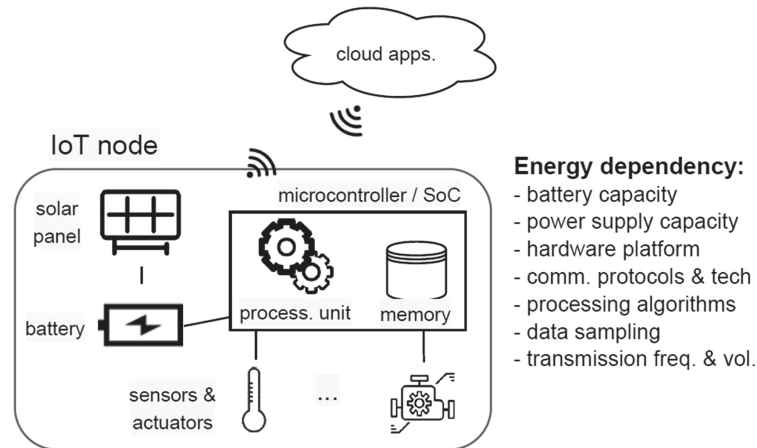 cloud apps.
IoT node
microcontroller / SoC
solar
panel
process. unit
memory
battery
sensors &
actuators
...
Energy dependency:
- battery capacity
- power supply capacity
- hardware platform
- comm. protocols & tech
- processing algorithms
- data sampling
- transmission freq. & vol.